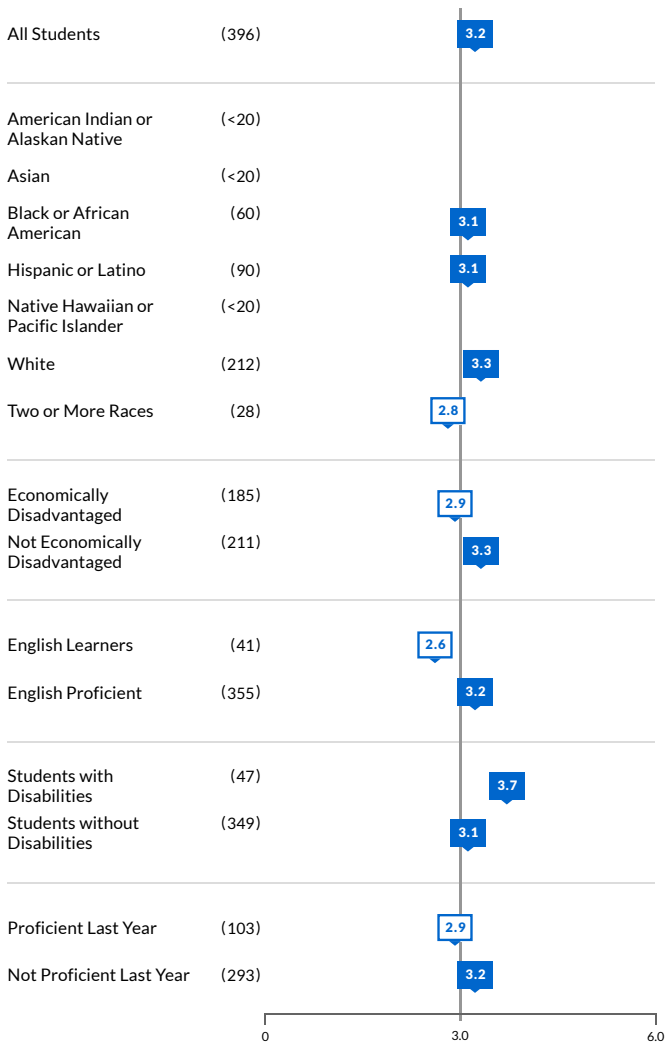 All Students (396) 3.2
American Indian or (<20)
Alaskan Native
Asian (<20)
Black or African (60) 3.1
American
Hispanic or Latino (90) 3.1
Native Hawaiian or (<20)
Pacific Islander
White (212) 3.3
Two or More Races (28) 2.8
Economically (185) 2.9
Disadvantaged
Not Economically (211) 3.3
Disadvantaged
English Learners (41) 2.6
English Proficient (355) 3.2
Students with (47) 3.7
Disabilities
Students without (349) 3.1
Disabilities
Proficient Last Year (103) 2.9
Not Proficient Last Year (293) 3.2
0 3.0 6.0